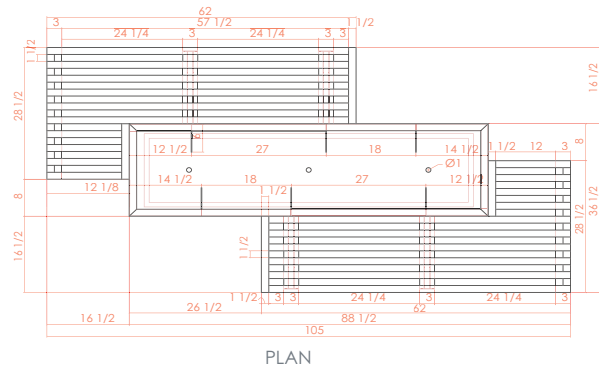 62
3 57 1/2 1 1/2
24 1/4 3 24 1/4 3 3
1 1/2
28 1/2
16 1/2
6
12 1/2 27 18 14 1/2
1 1/2 12 3
8
Ø1
14 1/2 18 27 12 1/2
12 1/8
1 1/2
8
36 1/2
28 1/2
16 1/2
1 1/2
1 1/2 3 3 24 1/4 3 24 1/4 3
26 1/2 62
16 1/2 88 1/2
105
PLAN